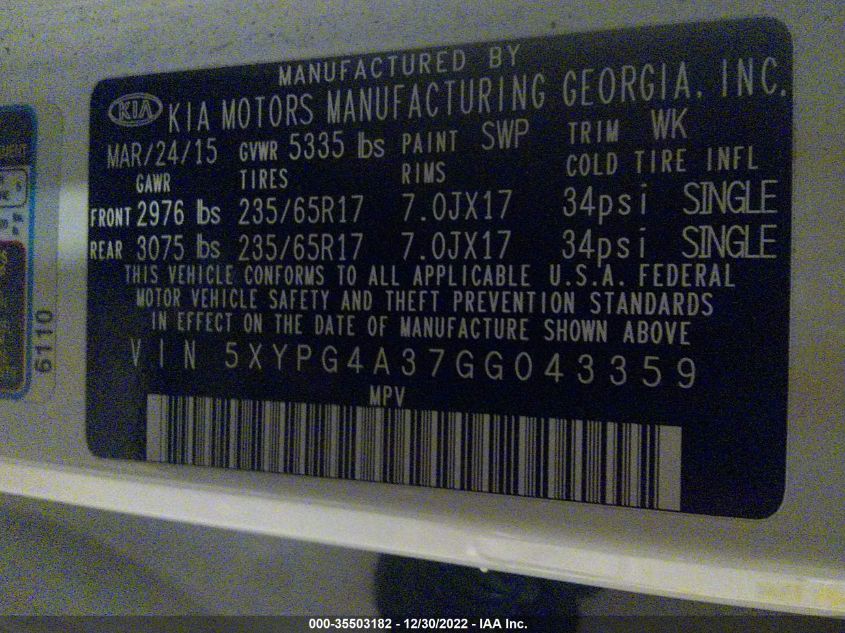 MANUFACTURED BY
KIA KIA MOTORS MANUFACTURING GEORGIA, INC.
MAR/24/15 GVWR 5335 lbs PAINT SWP TRIM WK
GAWR TIRES RIMS COLD TIRE INFL
FRONT 2976 lbs 235/65R17 7.0JX17 34psi SINGLE
REAR 3075 lbs 235/65R17 7.0JX17 34psi SINGLE
THIS VEHICLE CONFORMS TO ALL APPLICABLE U.S.A. FEDERAL
MOTOR VEHICLE SAFETY AND THEFT PREVENTION STANDARDS
IN EFFECT ON THE DATE OF MANUFACTURE SHOWN ABOVE
VIN 5XYPG4A37GG043359
MPV
6110
000-35503182 - 12/30/2022 - IAA Inc.